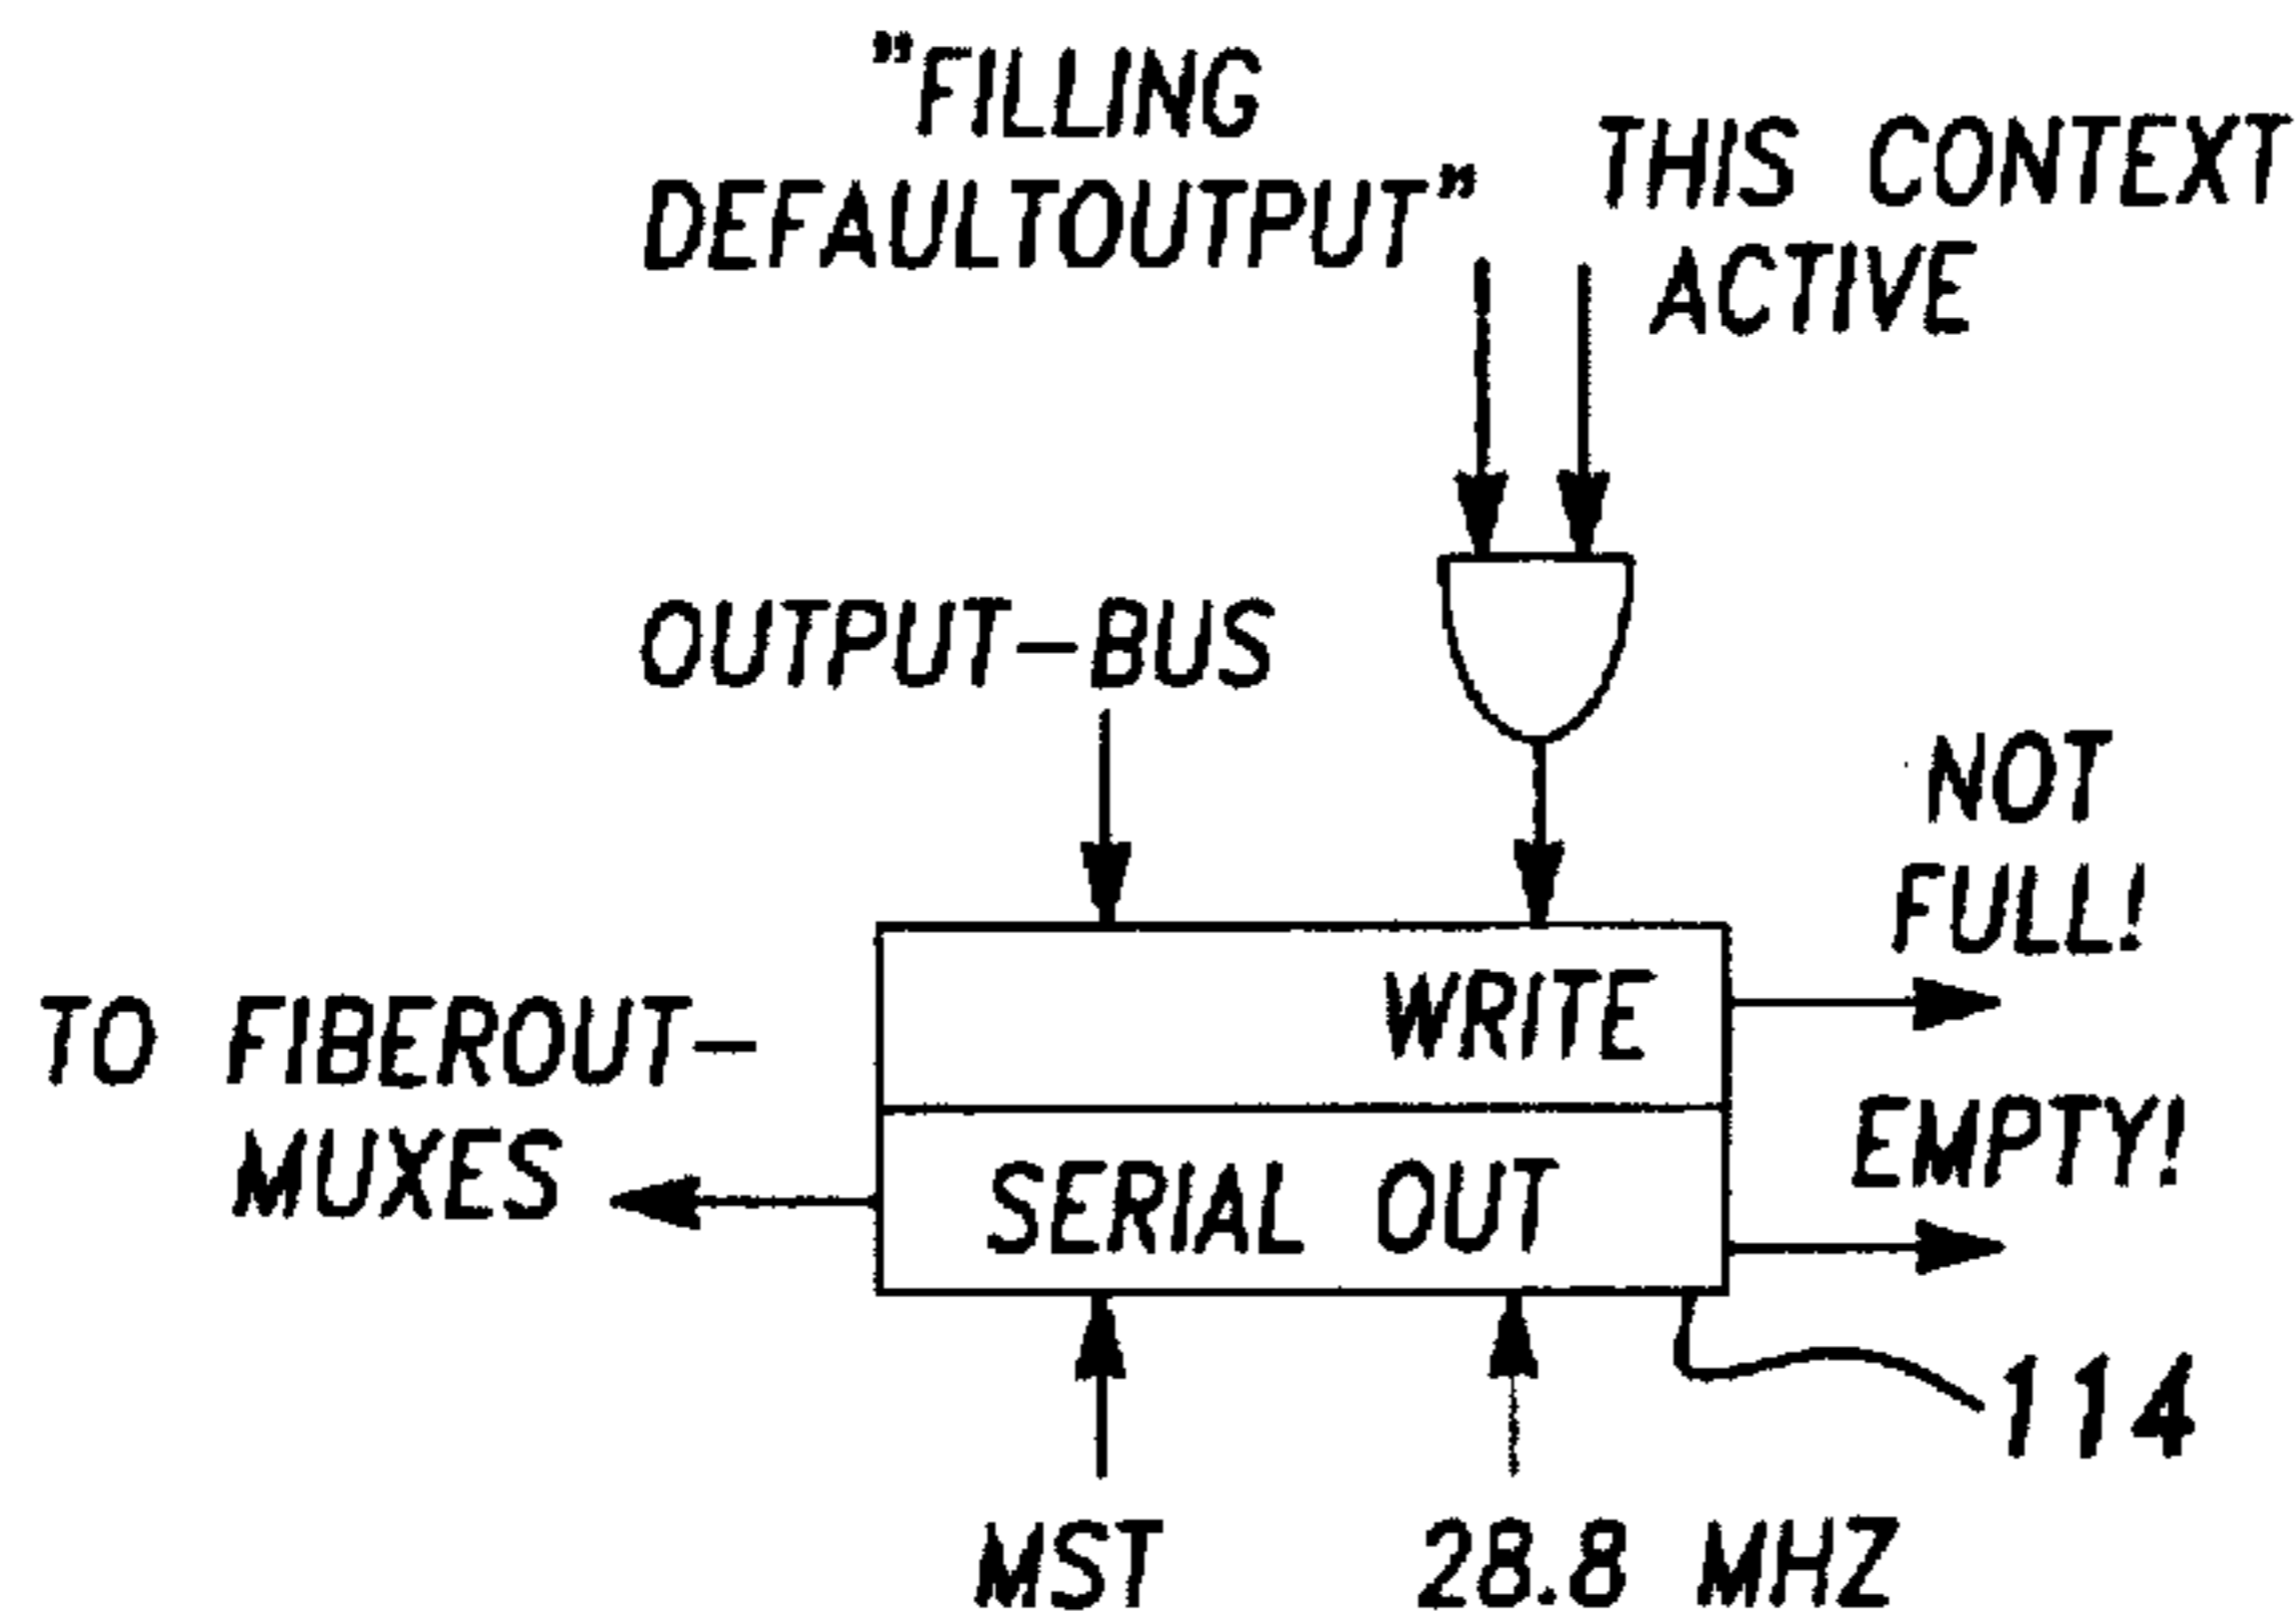 "FILLING
DEFAULTOUTPUT"
THIS CONTEXT
ACTIVE
OUTPUT-BUS
NOT
FULL!
WRITE
TO FIBEROUT-
MUXES
EMPTY!
SERIAL OUT
114
MST
28.8 MHZ